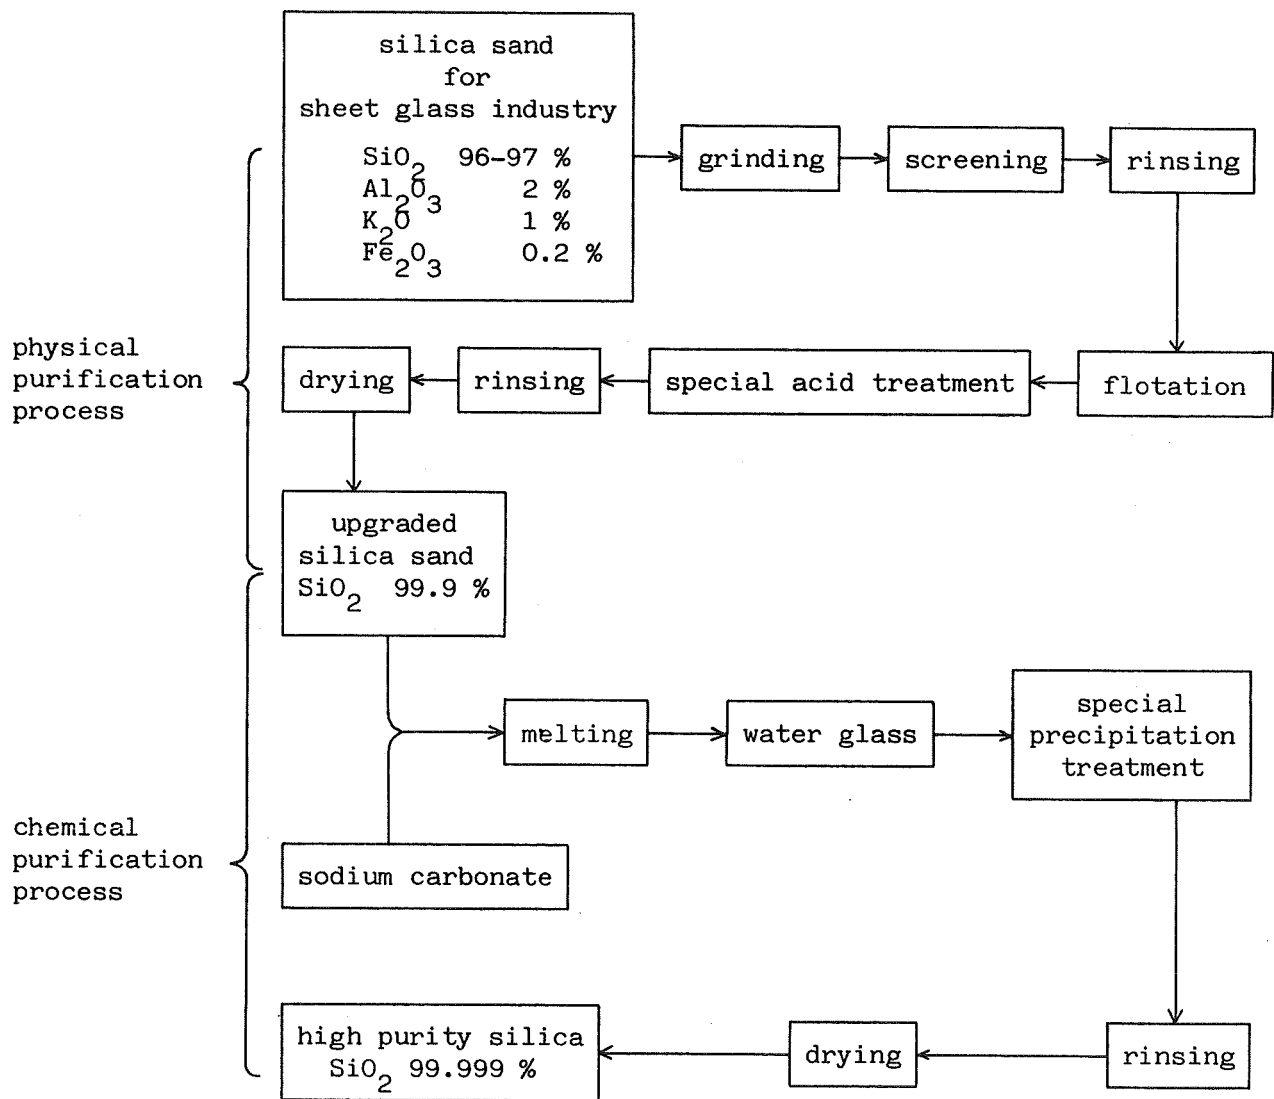 silica sand
for
sheet glass industry
SiO₂ 96-97 %
Al₂O₃ 2 %
K₂O 1 %
Fe₂O₃ 0.2 %
grinding
screening
rinsing
physical
purification
process
drying
rinsing
special acid treatment
flotation
upgraded
silica sand
SiO₂ 99.9 %
melting
water glass
special
precipitation
treatment
chemical
purification
process
sodium carbonate
high purity silica
SiO₂ 99.999 %
drying
rinsing